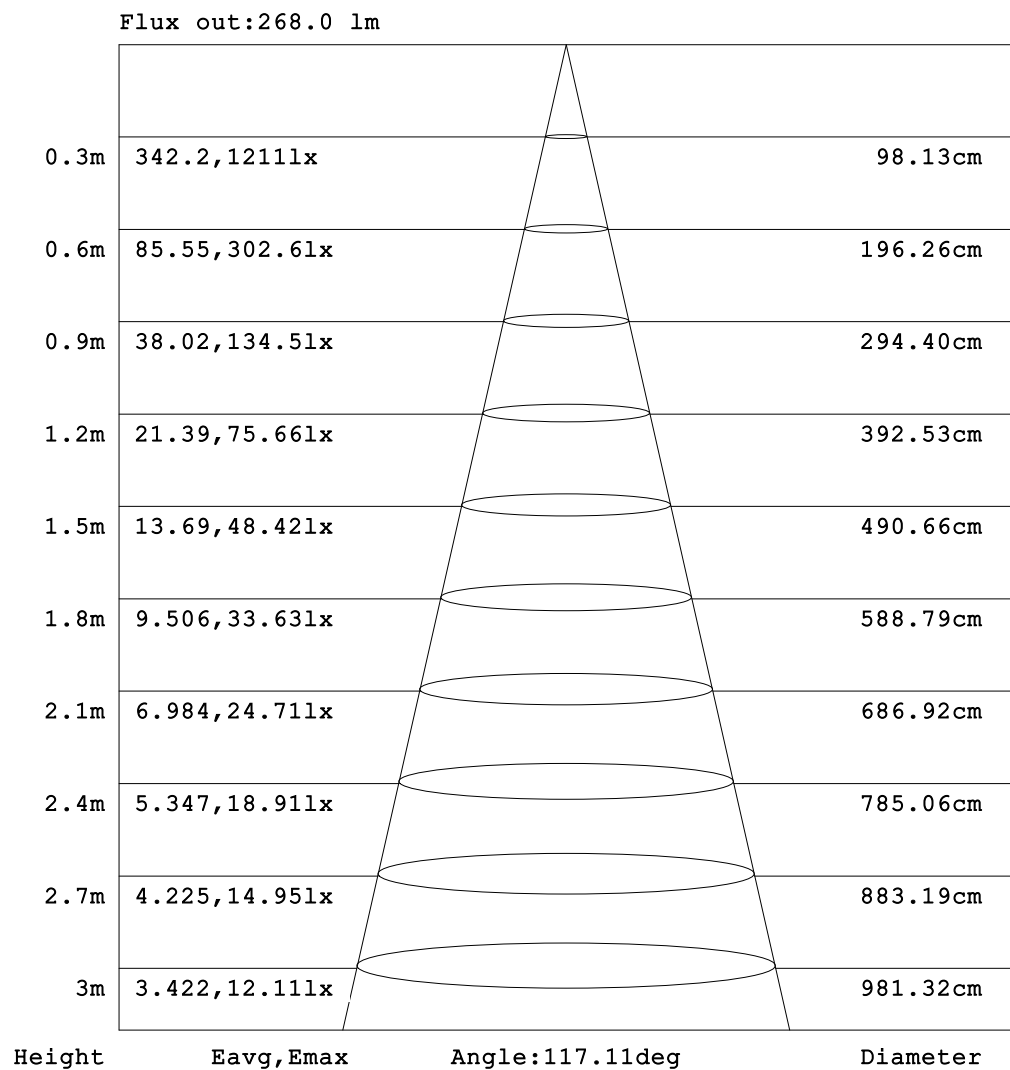 Flux out:268.0 lm
0.3m 342.2,1211lx 98.13cm
0.6m 85.55,302.6lx 196.26cm
0.9m 38.02,134.5lx 294.40cm
1.2m 21.39,75.66lx 392.53cm
1.5m 13.69,48.42lx 490.66cm
1.8m 9.506,33.63lx 588.79cm
2.1m 6.984,24.71lx 686.92cm
2.4m 5.347,18.91lx 785.06cm
2.7m 4.225,14.95lx 883.19cm
3m 3.422,12.11lx 981.32cm
Height Eavg,Emax Angle:117.11deg Diameter